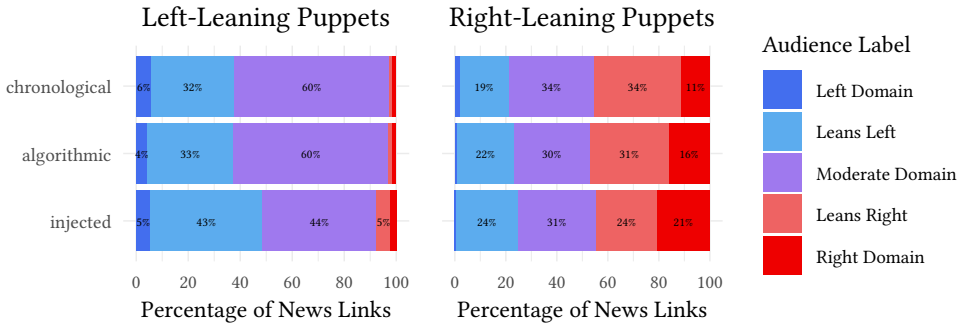 Left-Leaning Puppets
Right-Leaning Puppets
Audience Label
chronological
6%
32%
60%
19%
34%
34%
11%
Left Domain
Leans Left
algorithmic
4%
33%
60%
22%
30%
31%
16%
Moderate Domain
Leans Right
injected
5%
43%
44%
5%
24%
31%
24%
21%
Right Domain
0 20 40 60 80 100
0 20 40 60 80 100
Percentage of News Links
Percentage of News Links